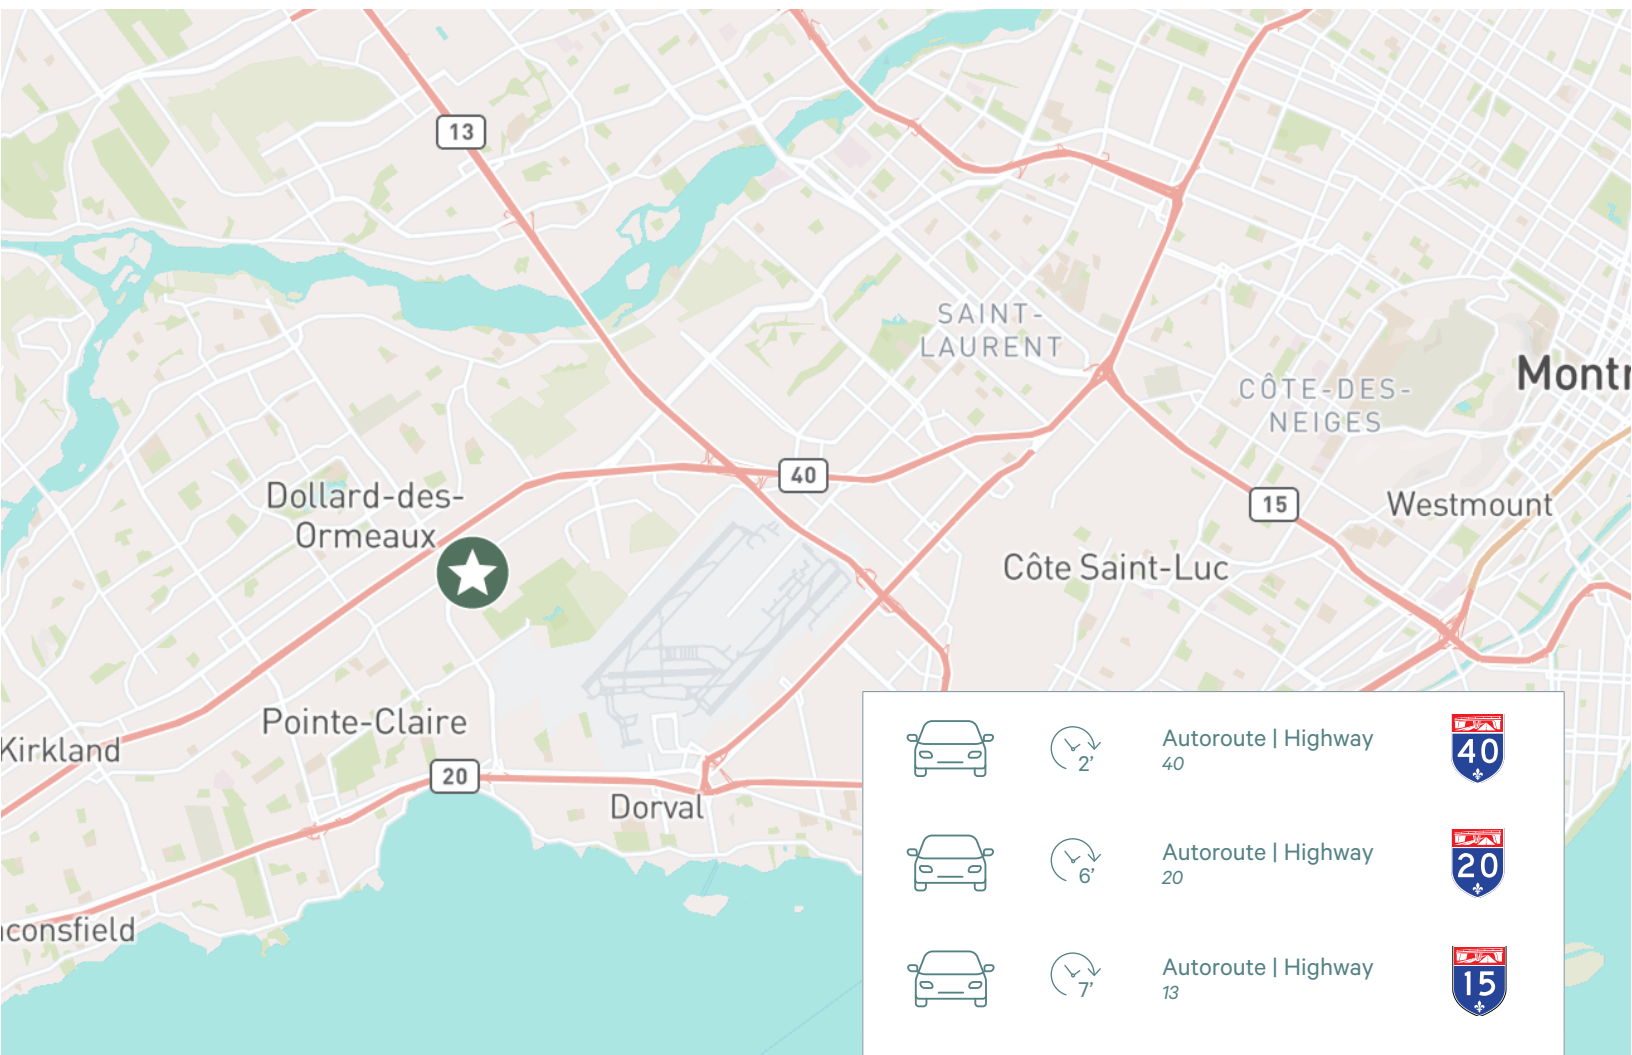 13
SAINT-
LAURENT
Montr
CÔTE-DES-
NEIGES
40
Dollard-des-
Ormeaux
15
Westmount
Côte Saint-Luc
Pointe-Claire
Kirkland
20
Dorval
consfield
2'
Autoroute | Highway
40
40
6'
Autoroute | Highway
20
20
7'
Autoroute | Highway
13
15